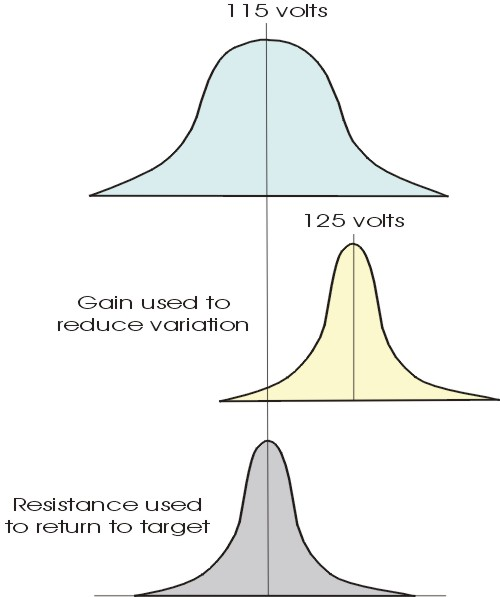 115 volts
125 volts
Gain used to
reduce variation
Resistance used
to return to target